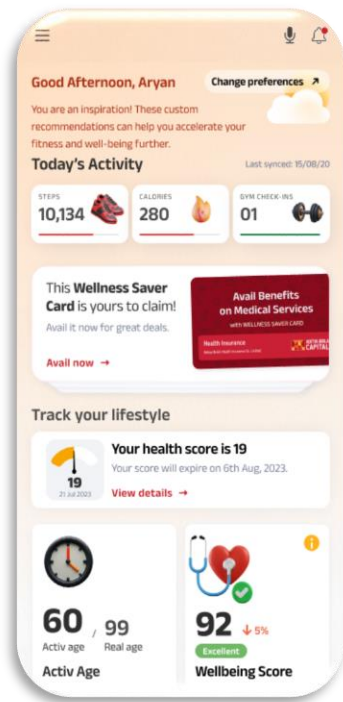 Good Afternoon, Aryan
Change preferences ↗
You are an inspiration! These custom
recommendations can help you accelerate your
fitness and well-being further.
Today's Activity
Last synced: 15/08/20
STEPS
10,134
CALORIES
280
GYM CHECK-INS
01
This Wellness Saver
Card is yours to claim!
Avail it now for great deals.
Avail now →
Avail Benefits
on Medical Services
with WELLNESS SAVER CARD
Health Insurance
CAPITAL
Track your lifestyle
19
21 Jul 2023
Your health score is 19
Your score will expire on 6th Aug, 2023.
View details →
60 / 99
Activ age Real age
Activ Age
92 ↓ 5%
Excellent
Wellbeing Score